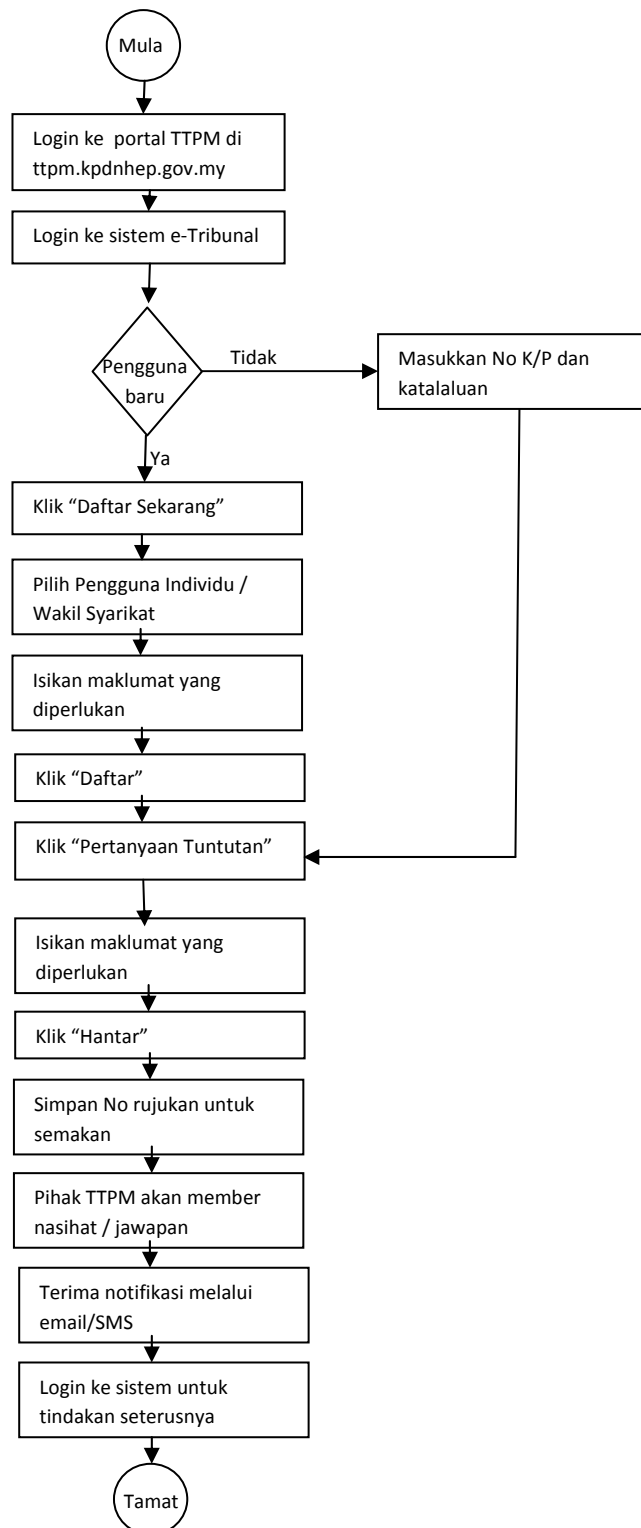 Mula
Login ke portal TTPM di
ttpm.kpdnhep.gov.my
Login ke sistem e-Tribunal
Pengguna
baru
Tidak
Masukkan No K/P dan
katalaluan
Ya
Klik “Daftar Sekarang”
Pilih Pengguna Individu /
Wakil Syarikat
Isikan maklumat yang
diperlukan
Klik “Daftar”
Klik “Pertanyaan Tuntutan”
Isikan maklumat yang
diperlukan
Klik “Hantar”
Simpan No rujukan untuk
semakan
Pihak TTPM akan member
nasihat / jawapan
Terima notifikasi melalui
email/SMS
Login ke sistem untuk
tindakan seterusnya
Tamat